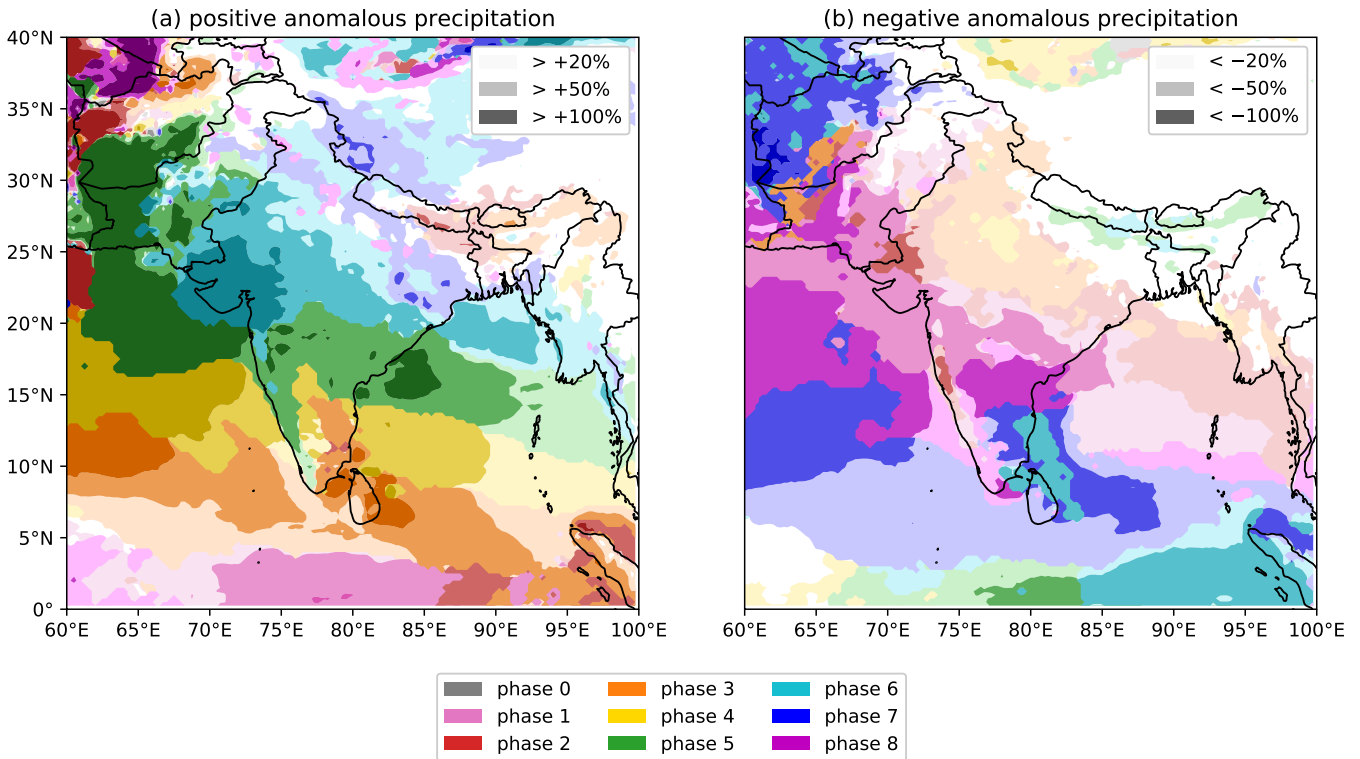 (a) positive anomalous precipitation
(b) negative anomalous precipitation
40°N
35°N
30°N
25°N
20°N
15°N
10°N
5°N
0°
> +20%
> +50%
> +100%
< −20%
< −50%
< −100%
60°E 65°E 70°E 75°E 80°E 85°E 90°E 95°E 100°E
60°E 65°E 70°E 75°E 80°E 85°E 90°E 95°E 100°E
phase 0 phase 3 phase 6
phase 1 phase 4 phase 7
phase 2 phase 5 phase 8